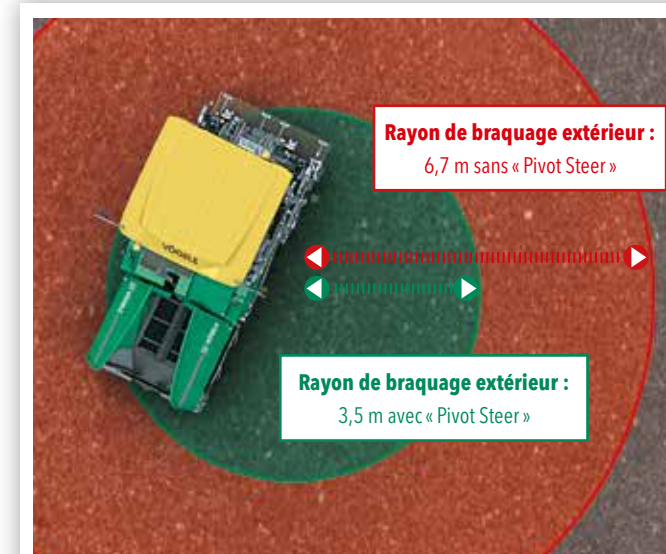 Rayon de braquage extérieur :
6,7 m sans « Pivot Steer »
VÖGELE
Rayon de braquage extérieur :
3,5 m avec « Pivot Steer »